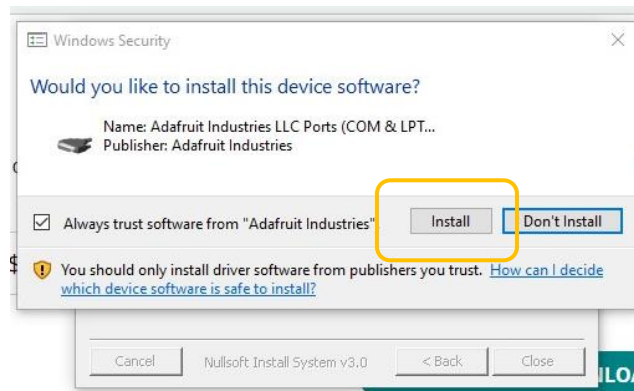 Windows Security
Would you like to install this device software?
Name: Adafruit Industries LLC Ports (COM & LPT...
Publisher: Adafruit Industries
Always trust software from "Adafruit Industries".
Install
Don't Install
$
You should only install driver software from publishers you trust. How can I decide
which device software is safe to install?
Cancel
Nullsoft Install System v3.0
< Back
Close